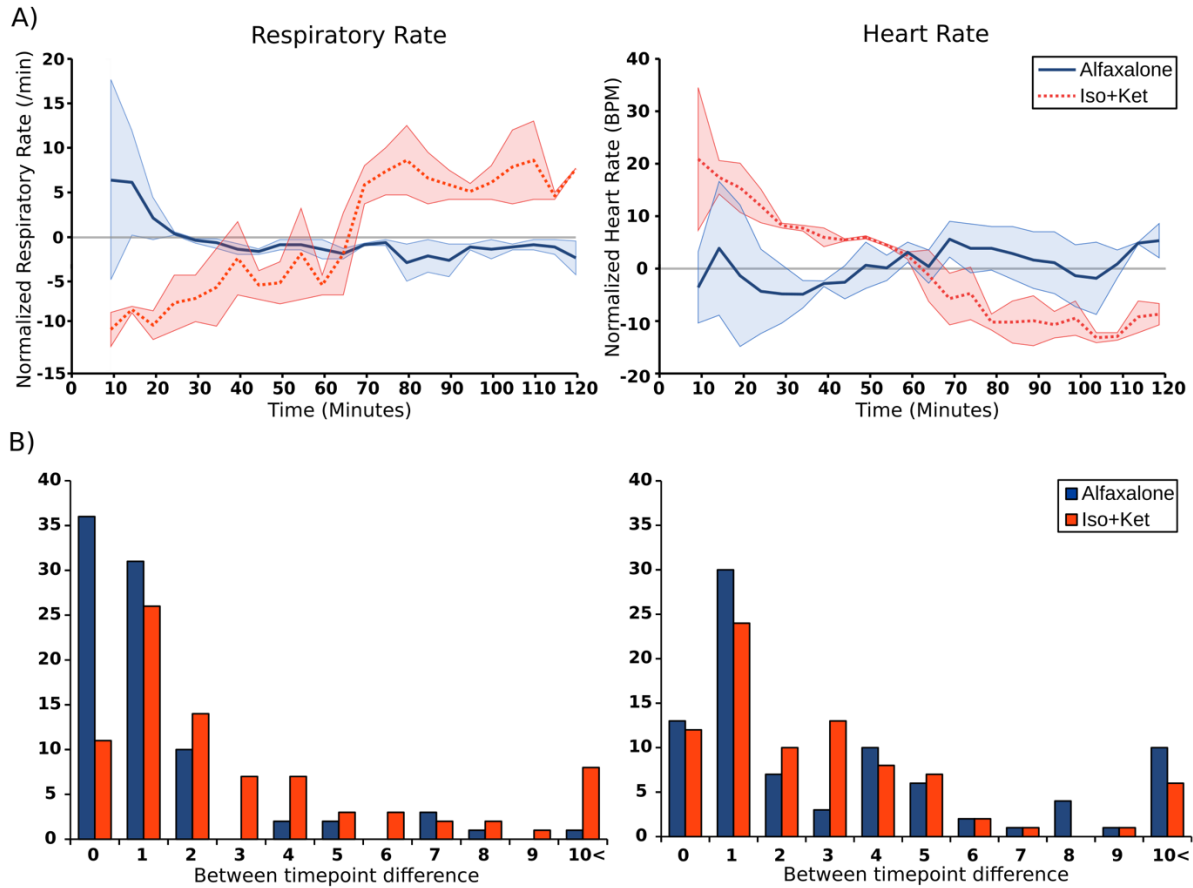 A)
Respiratory Rate
Normalized Respiratory Rate (/min)
20
15
10
5
0
-5
-10
-15
0 10 20 30 40 50 60 70 80 90 100 110 120
Time (Minutes)
Heart Rate
Normalized Heart Rate (BPM)
40
30
20
10
0
-10
-20
0 10 20 30 40 50 60 70 80 90 100 110 120
Time (Minutes)
Alfaxalone
Iso+Ket
B)
40
35
30
25
20
15
10
5
0
0 1 2 3 4 5 6 7 8 9 10<
Between timepoint difference
40
35
30
25
20
15
10
5
0
0 1 2 3 4 5 6 7 8 9 10<
Between timepoint difference
Alfaxalone
Iso+Ket